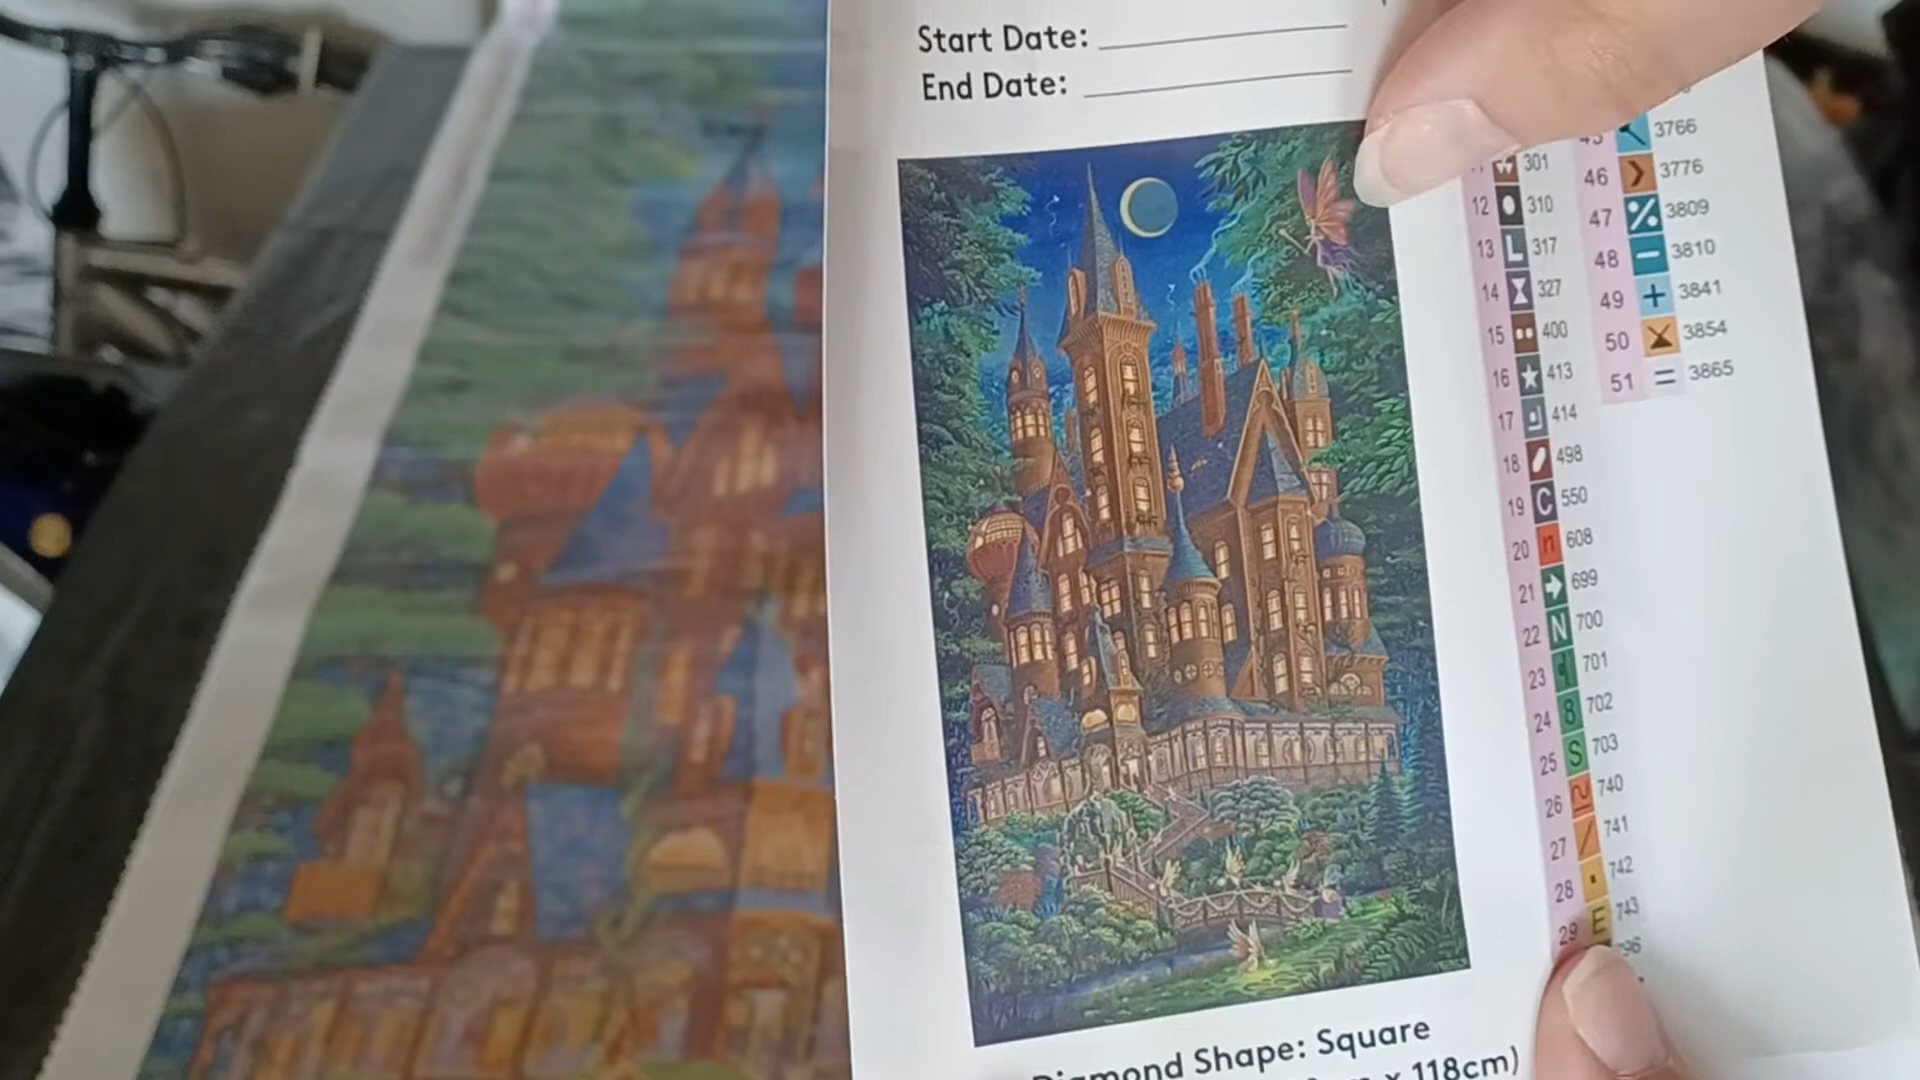 Start Date:
End Date:
301
12 310
13 L 317
14 327
15 400
16 413
17 414
18 498
19 C 550
20 n 608
21 699
22 N 700
23 701
24 8 702
25 S 703
26 740
27 / 741
28 742
29 E 743
45 3766
46 3776
47 % 3809
48 − 3810
49 + 3841
50 3854
51 = 3865
Diamond Shape: Square
x 118cm)